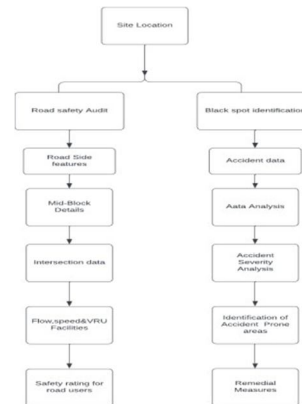 Site Location
Road safety Audit
Black spot identification
Road Side
features
Accident data
Mid-Block
Details
Aata Analysis
Intersection data
Accident
Severity
Analysis
Flow,speed&VRU
Facilities
Identification of
Accident Prone
areas
Safety rating for
road users
Remedial
Measures